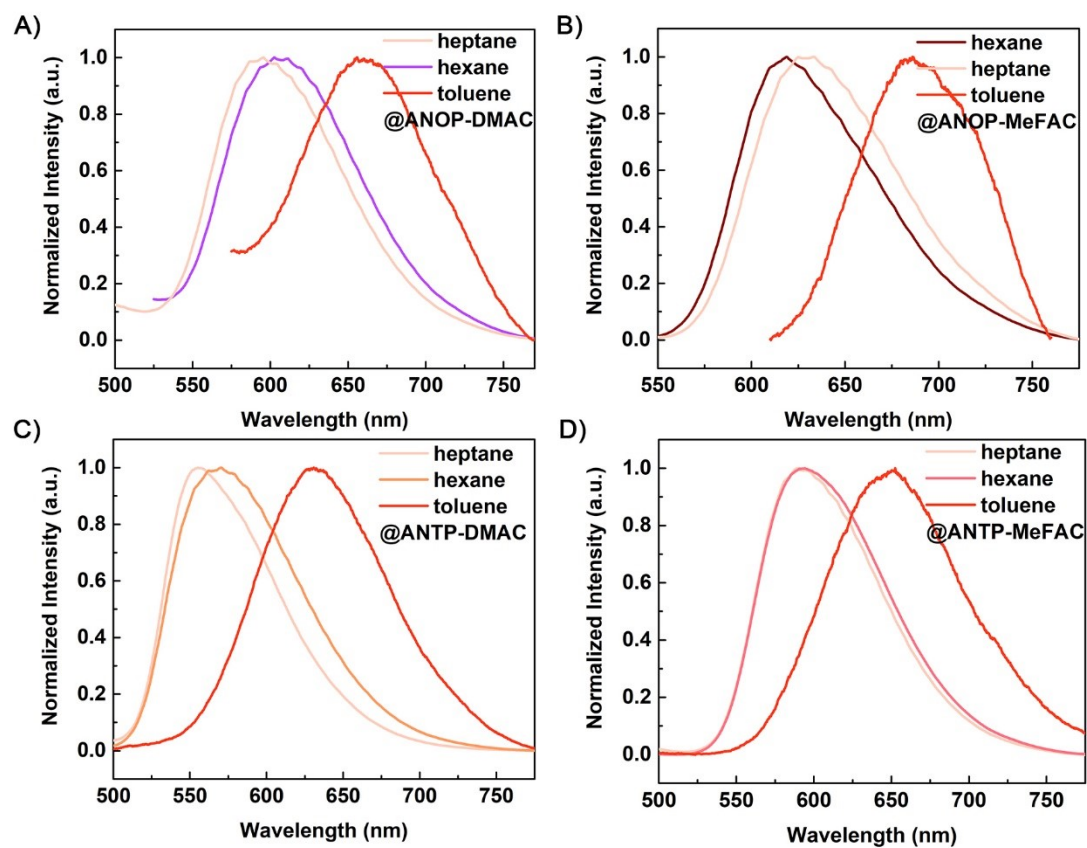 A)
Normalized Intensity (a.u.)
1.0
0.8
0.6
0.4
0.2
0.0
heptane
hexane
toluene
@ANOP-DMAC
500 550 600 650 700 750
Wavelength (nm)
B)
Normalized Intensity (a.u.)
1.0
0.8
0.6
0.4
0.2
0.0
hexane
heptane
toluene
@ANOP-MeFAC
550 600 650 700 750
Wavelength (nm)
C)
Normalized Intensity (a.u.)
1.0
0.8
0.6
0.4
0.2
0.0
heptane
hexane
toluene
@ANTP-DMAC
500 550 600 650 700 750
Wavelength (nm)
D)
Normalized Intensity (a.u.)
1.0
0.8
0.6
0.4
0.2
0.0
heptane
hexane
toluene
@ANTP-MeFAC
500 550 600 650 700 750
Wavelength (nm)